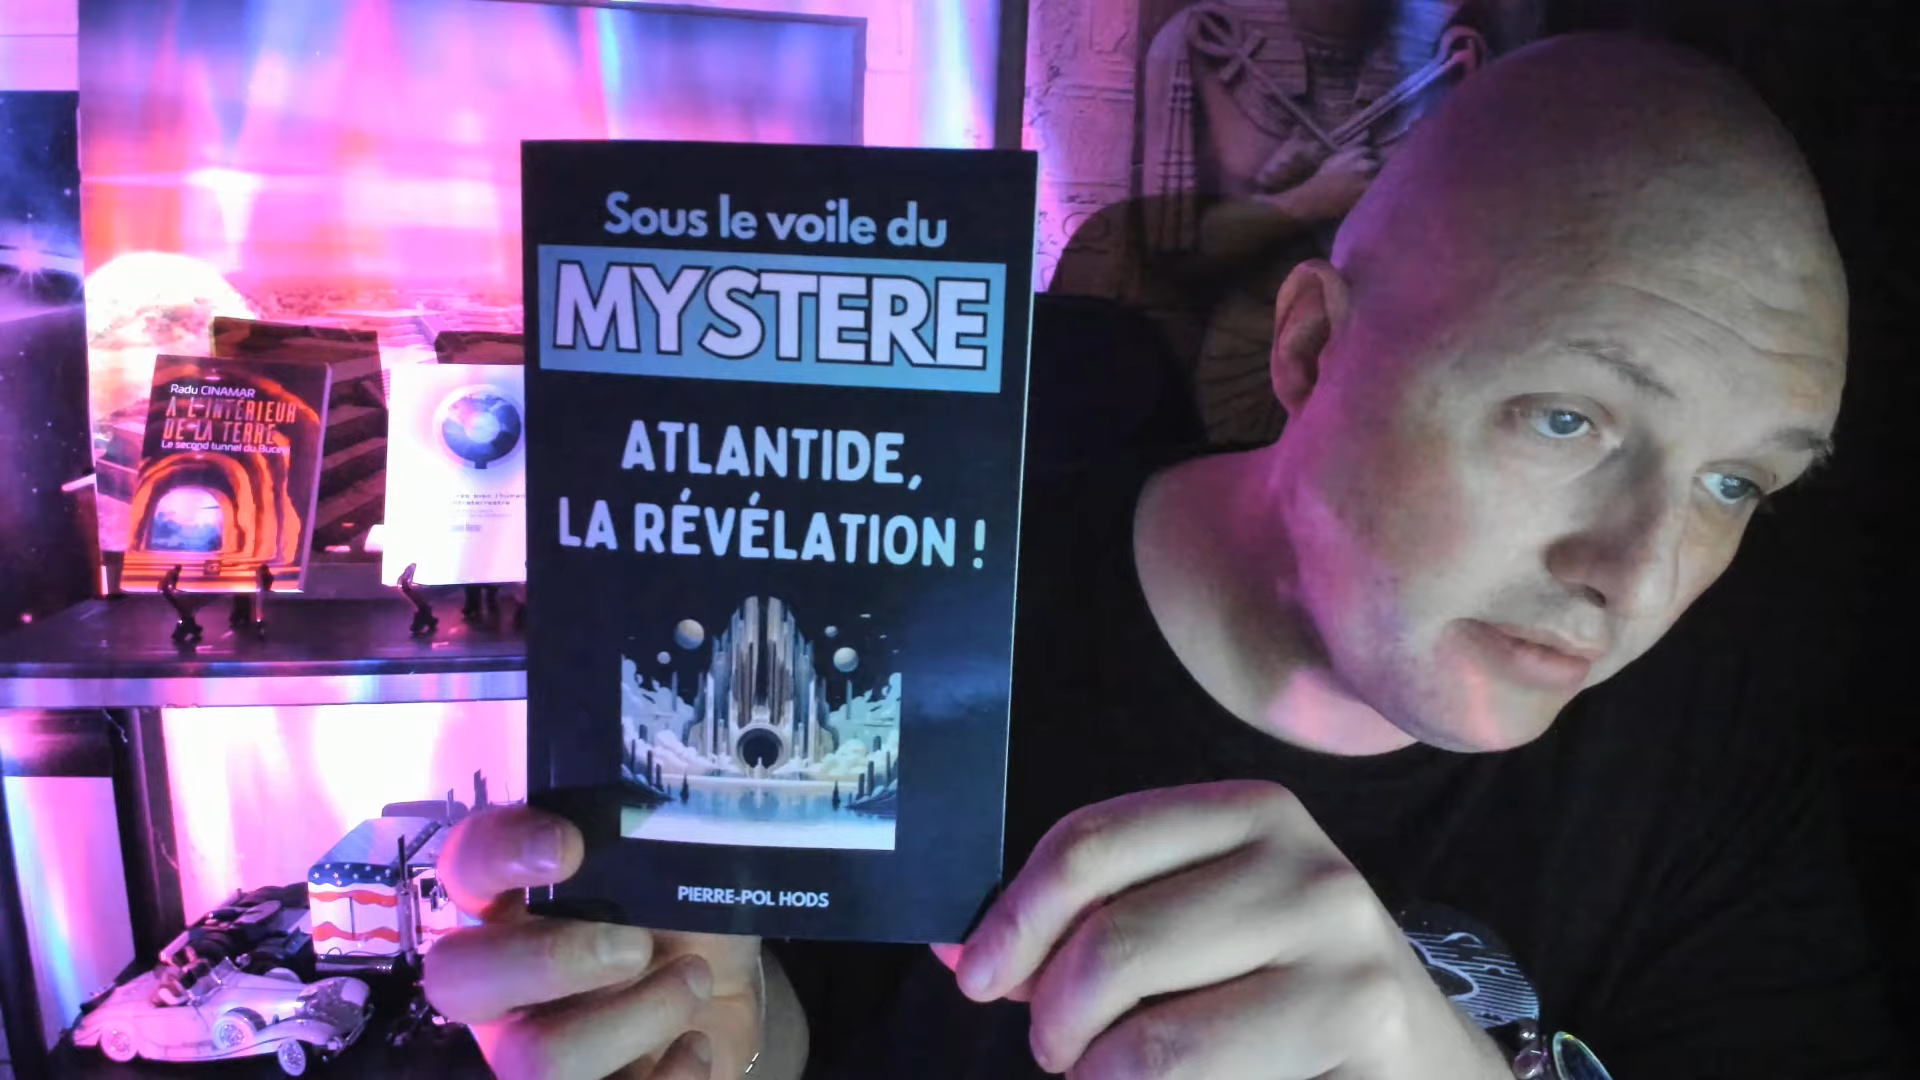 Sous le voile du
MYSTERE
ATLANTIDE,
LA RÉVÉLATION !
PIERRE-POL HODS
Radu CINAMAR
A L'INTÉRIEUR
DE LA TERRE
Le second tunnel du